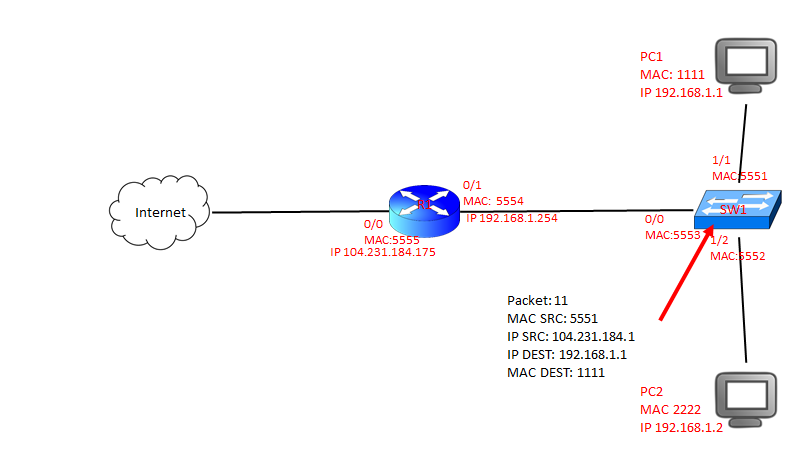 PC1
MAC: 1111
IP 192.168.1.1
1/1
MAC:5551
0/1
MAC: 5554
IP 192.168.1.254
Internet
R1
SW1
0/0
MAC:5555
IP 104.231.184.175
0/0
MAC:5553
1/2
MAC:5552
Packet: 11
MAC SRC: 5551
IP SRC: 104.231.184.1
IP DEST: 192.168.1.1
MAC DEST: 1111
PC2
MAC 2222
IP 192.168.1.2